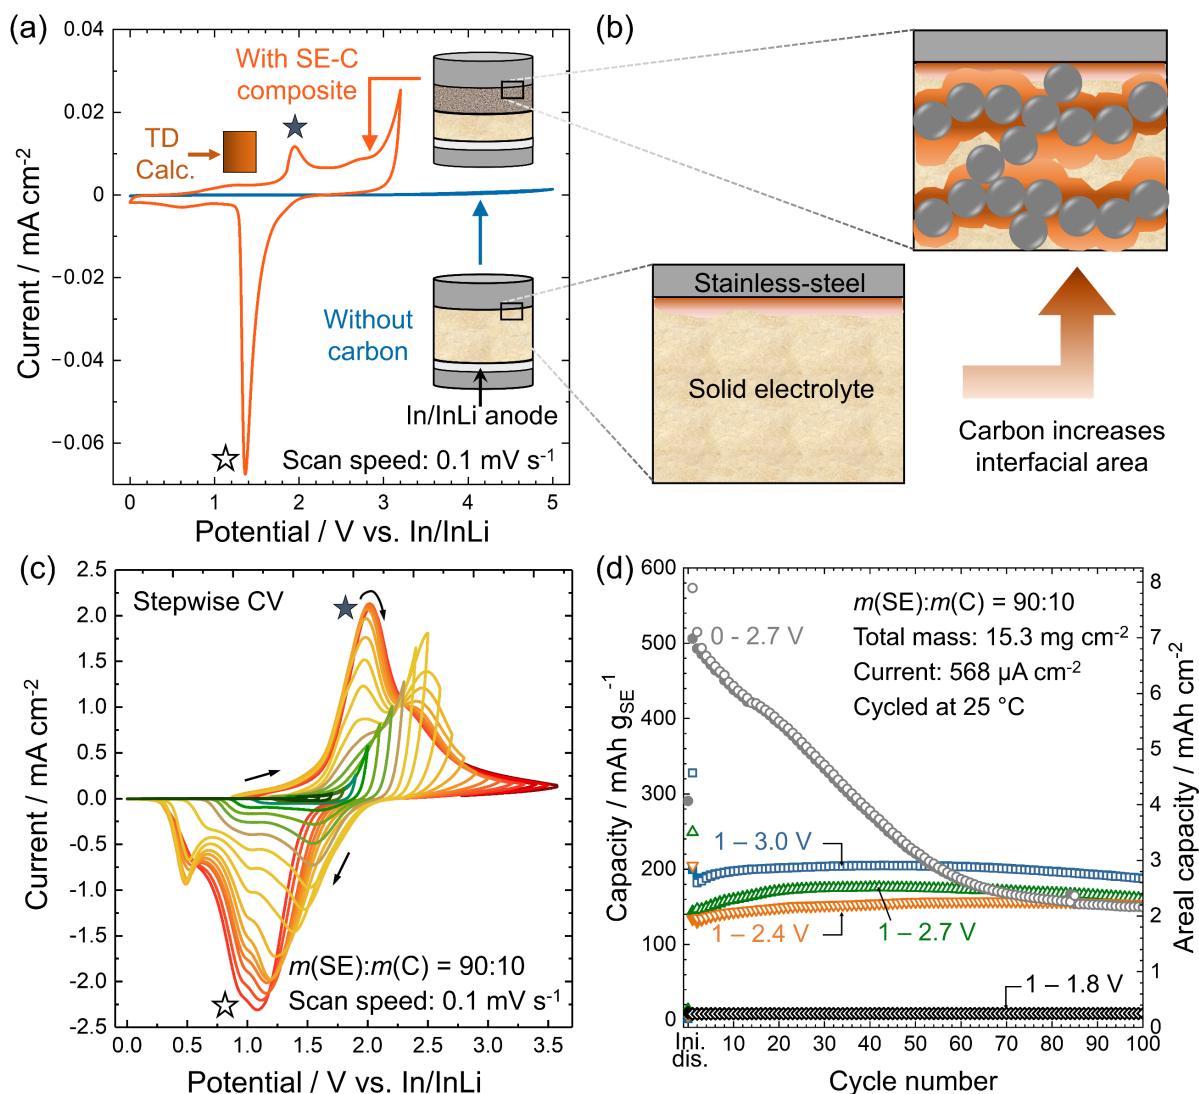 (a)
0.04
0.02
0
−0.02
−0.04
−0.06
Current / mA cm-2
0
1
2
3
4
5
Potential / V vs. In/InLi
With SE-C
composite
TD
Calc.
Without
carbon
In/InLi anode
Scan speed: 0.1 mV s-1
(b)
Stainless-steel
Solid electrolyte
Carbon increases
interfacial area
(c)
2.5
2.0
1.5
1.0
0.5
0.0
-0.5
-1.0
-1.5
-2.0
-2.5
Current / mA cm-2
Stepwise CV
m(SE):m(C) = 90:10
Scan speed: 0.1 mV s-1
0.0
0.5
1.0
1.5
2.0
2.5
3.0
3.5
Potential / V vs. In/InLi
(d)
600
500
400
300
200
100
0
Capacity / mAh gSE-1
m(SE):m(C) = 90:10
Total mass: 15.3 mg cm-2
Current: 568 µA cm-2
Cycled at 25 °C
0 - 2.7 V
1 – 3.0 V
1 – 2.4 V
1 – 2.7 V
1 – 1.8 V
8
7
6
5
4
3
2
1
0
Areal capacity / mAh cm-2
Ini.
dis.
10
20
30
40
50
60
70
80
90
100
Cycle number